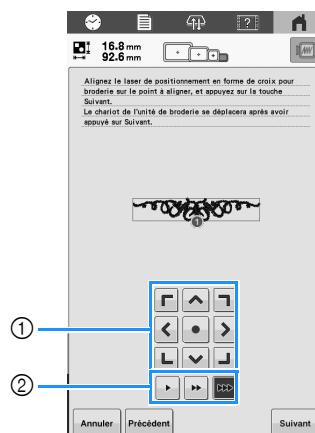 16.8 mm
92.6 mm
Alignez le laser de positionnement en forme de croix pour
broderie sur le point à aligner, et appuyez sur la touche
Suivant.
Le chariot de l'unité de broderie se déplacera après avoir
appuyé sur Suivant.
1
①
②
Annuler
Précédent
Suivant